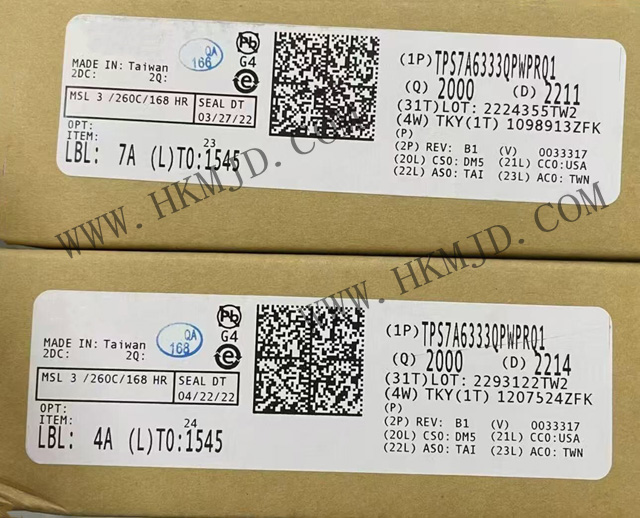 MADE IN: Taiwan
2DC: 2Q:
QA
166
Pb
G4
e
MSL 3 /260C/168 HR
SEAL DT
03/27/22
OPT:
ITEM:
23
LBL: 7A (L)TO:1545
(1P) TPS7A6333QPWPRQ1
(Q) 2000 (D) 2211
(31T)LOT: 2224355TW2
(4W) TKY(1T) 1098913ZFK
(P)
(2P) REV: B1 (V) 0033317
(20L) CSO: DM5 (21L) CCO:USA
(22L) ASO: TAI (23L) ACO: TWN
WWW.HKMJD.COM
MADE IN: Taiwan
2DC: 2Q:
QA
168
Pb
G4
e
MSL 3 /260C/168 HR
SEAL DT
04/22/22
OPT:
ITEM:
24
LBL: 4A (L)TO:1545
(1P) TPS7A6333QPWPRQ1
(Q) 2000 (D) 2214
(31T)LOT: 2293122TW2
(4W) TKY(1T) 1207524ZFK
(P)
(2P) REV: B1 (V) 0033317
(20L) CSO: DM5 (21L) CCO:USA
(22L) ASO: TAI (23L) ACO: TWN
WWW.HKMJD.COM